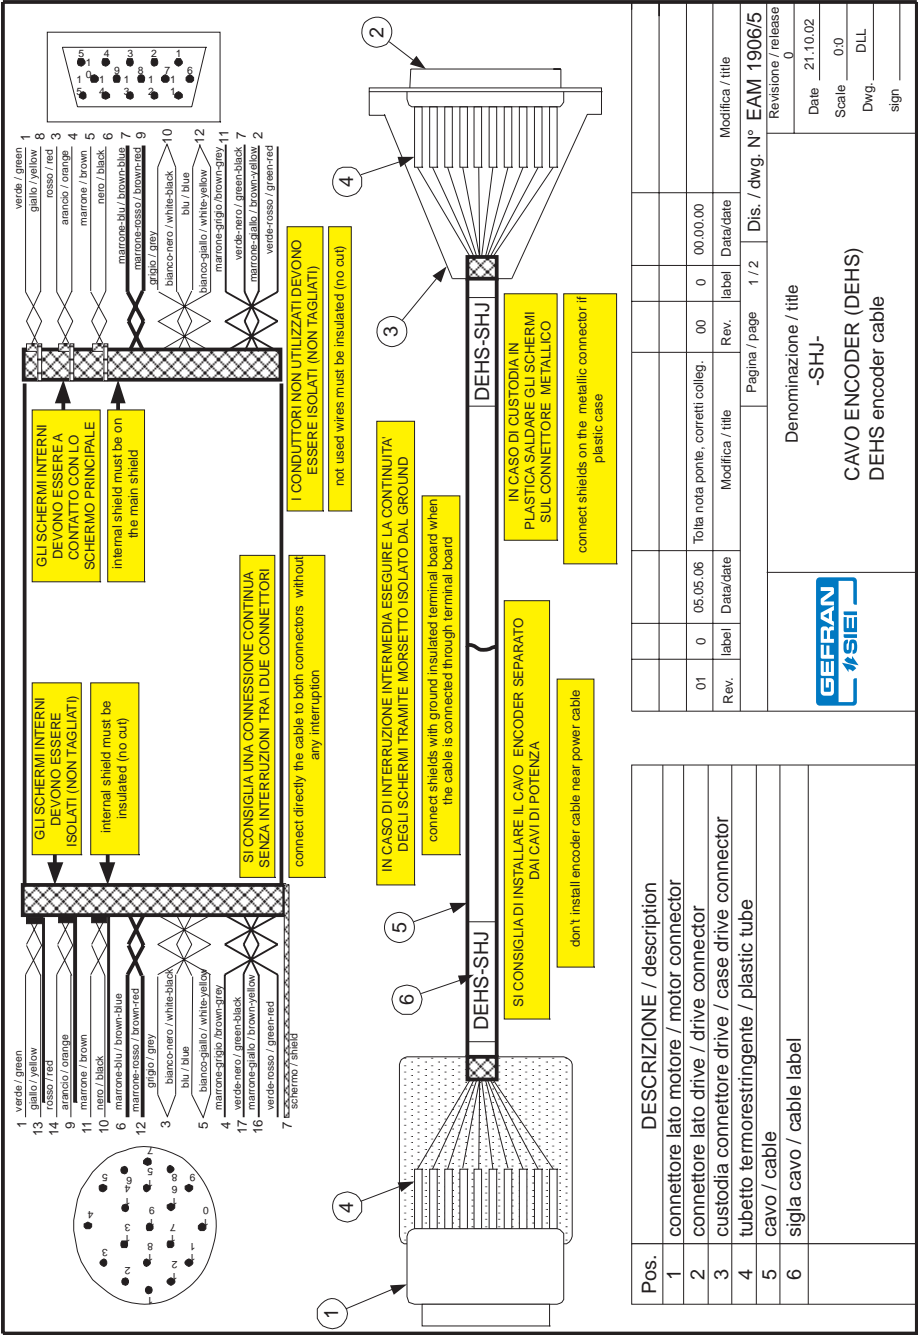 1 verde / green
13 giallo / yellow
14 rosso / red
8 arancio / orange
11 marrone / brown
10 nero / black
6 marrone-blu / brown-blue
12 marrone-rosso / brown-red
grigio / grey
3 bianco-nero / white-black
blu / blue
5 bianco-giallo / white-yellow
4 marrone-grigio /brown-grey
17 verde-nero / green-black
16 marrone-giallo / brown-yellow
verde-rosso / green-red
7 schermo / shield
GLI SCHERMI INTERNI
DEVONO ESSERE
ISOLATI (NON TAGLIATI)
internal shield must be
insulated (no cut)
GLI SCHERMI INTERNI
DEVONO ESSERE A
CONTATTO CON LO
SCHERMO PRINCIPALE
internal shield must be on
the main shield
verde / green 1
giallo / yellow 8
rosso / red 3
arancio / orange 4
marrone / brown 5
nero / black 6
marrone-blu / brown-blue 7
marrone-rosso / brown-red 9
grigio / grey
bianco-nero / white-black 10
blu / blue
bianco-giallo / white-yellow 12
marrone-grigio /brown-grey 11
verde-nero / green-black 7
marrone-giallo / brown-yellow 2
verde-rosso / green-red
SI CONSIGLIA UNA CONNESSIONE CONTINUA
SENZA INTERRUZIONI TRA I DUE CONNETTORI
connect directly the cable to both connectors without
any interruption
I CONDUTTORI NON UTILIZZATI DEVONO
ESSERE ISOLATI (NON TAGLIATI)
not used wires must be insulated (no cut)
IN CASO DI INTERRUZIONE INTERMEDIA ESEGUIRE LA CONTINUITA'
DEGLI SCHERMI TRAMITE MORSETTO ISOLATO DAL GROUND
connect shields with ground insulated terminal board when
the cable is connected through terminal board
1
4
6
5
3
4
2
DEHS-SHJ
DEHS-SHJ
SI CONSIGLIA DI INSTALLARE IL CAVO ENCODER SEPARATO
DAI CAVI DI POTENZA
don't install encoder cable near power cable
IN CASO DI CUSTODIA IN
PLASTICA SALDARE GLI SCHERMI
SUL CONNETTORE METALLICO
connect shields on the metallic connector if
plastic case
Pos. DESCRIZIONE / description
1 connettore lato motore / motor connector
2 connettore lato drive / drive connector
3 custodia connettore drive / case drive connector
4 tubetto termorestringente / plastic tube
5 cavo / cable
6 sigla cavo / cable label
01 0 05.05.06 Tolta nota ponte, corretti colleg. 00 0 00.00.00
Rev. label Data/date Modifica / title Rev. label Data/date Modifica / title
Pagina / page 1 / 2 Dis. / dwg. N° EAM 1906/5
GEFRAN
SIEI
Denominazione / title
-SHJ-
CAVO ENCODER (DEHS)
DEHS encoder cable
Revisione / release
0
Date 21.10.02
Scale 0:0
Dwg. DLL
sign